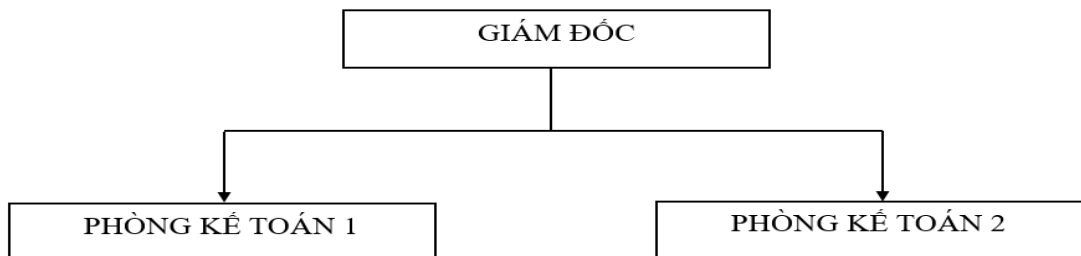 GIÁM ĐỐC
PHÒNG KẾ TOÁN 1
PHÒNG KẾ TOÁN 2